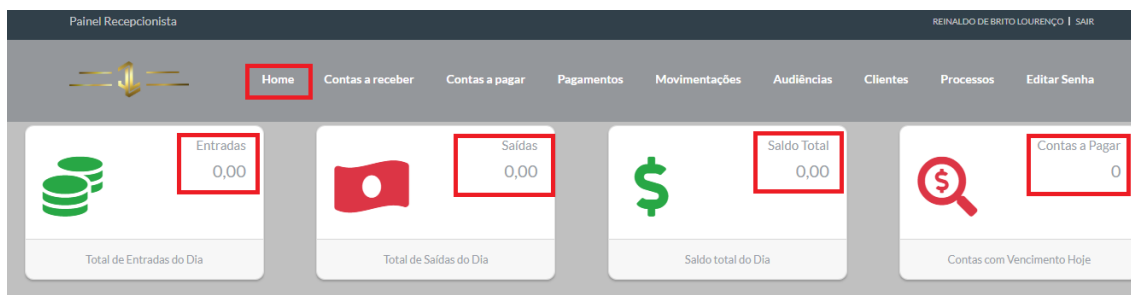 Painel Recepcionista
REINALDO DE BRITO LOURENÇO | SAIR
Home Contas a receber Contas a pagar Pagamentos Movimentações Audiências Clientes Processos Editar Senha
Entradas
0,00
Total de Entradas do Dia
Saídas
0,00
Total de Saídas do Dia
Saldo Total
0,00
Saldo total do Dia
Contas a Pagar
0
Contas com Vencimento Hoje